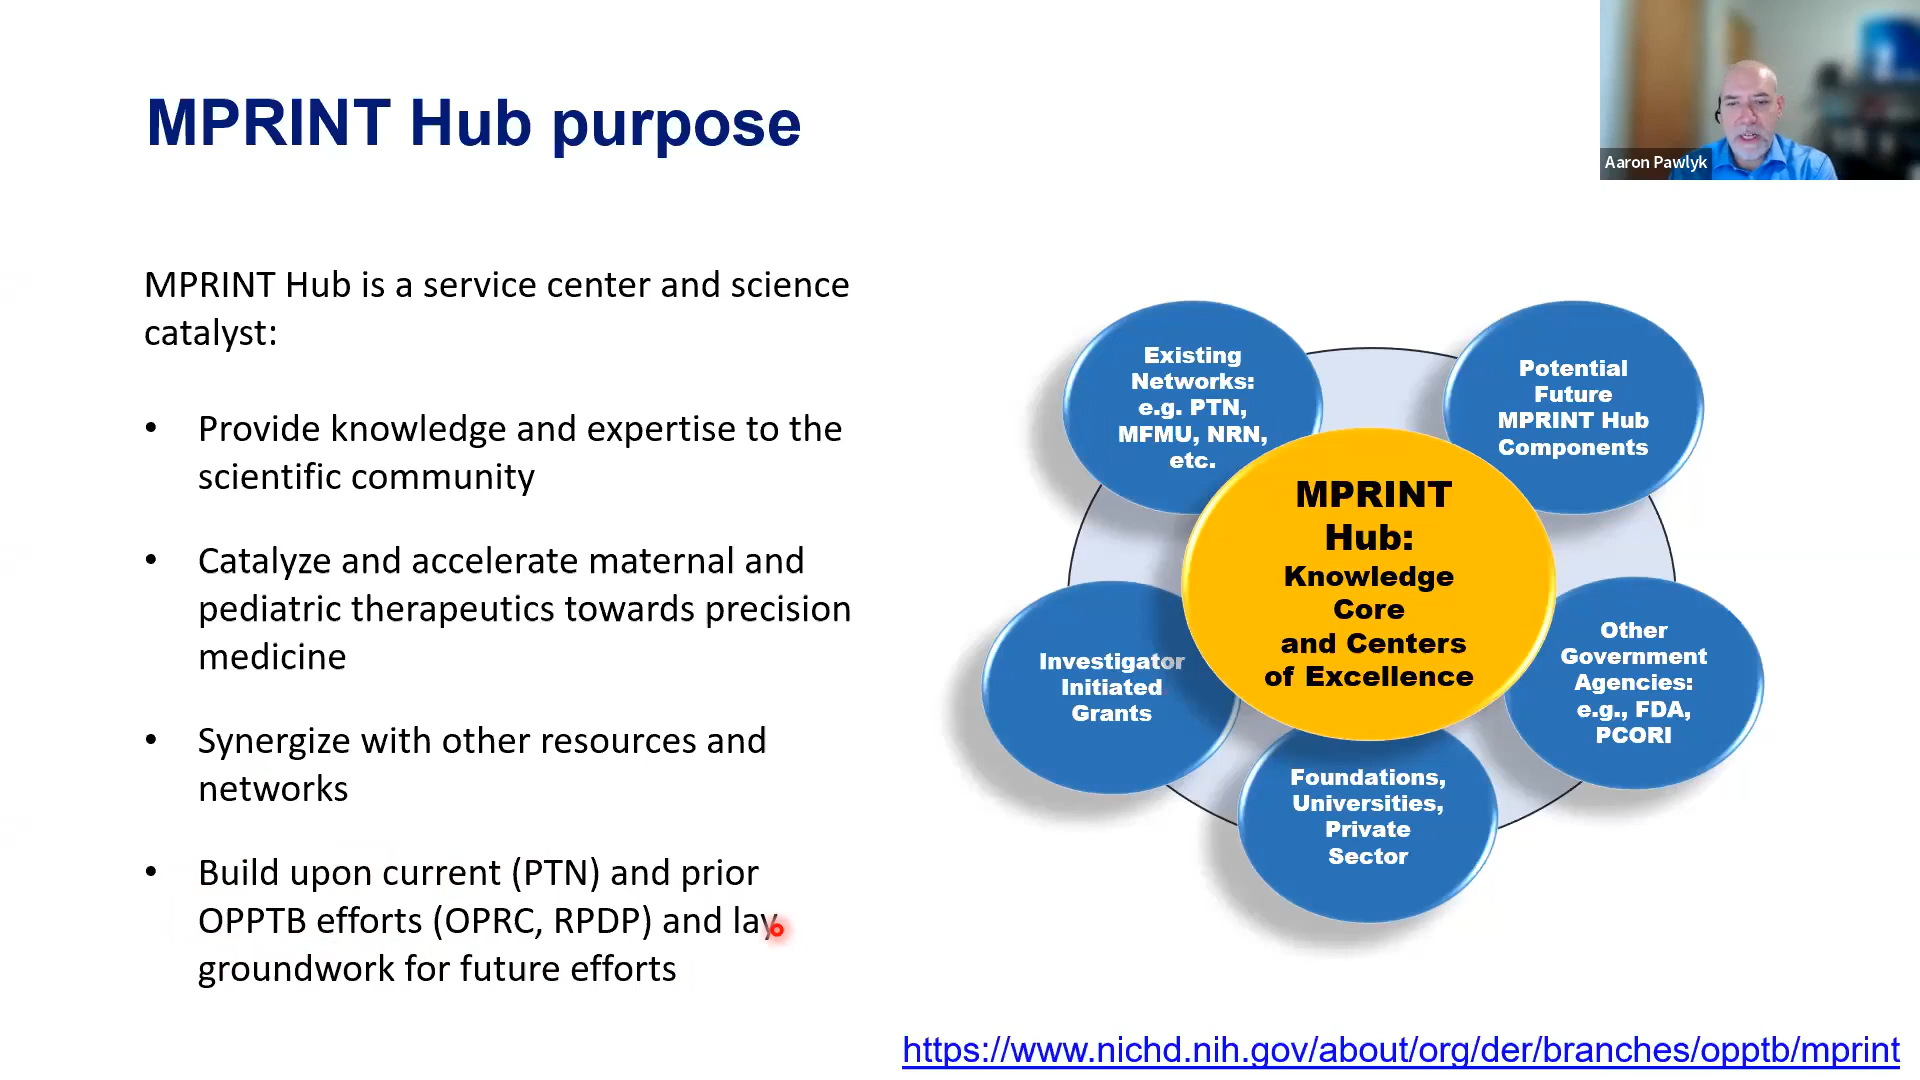 MPRINT Hub purpose
Aaron Pawlyk
MPRINT Hub is a service center and science
catalyst:
• Provide knowledge and expertise to the
scientific community
• Catalyze and accelerate maternal and
pediatric therapeutics towards precision
medicine
• Synergize with other resources and
networks
• Build upon current (PTN) and prior
OPPTB efforts (OPRC, RPDP) and lay
groundwork for future efforts
Existing
Networks:
e.g. PTN,
MFMU, NRN,
etc.
Potential
Future
MPRINT Hub
Components
MPRINT
Hub:
Knowledge
Core
and Centers
of Excellence
Investigator
Initiated
Grants
Other
Government
Agencies:
e.g., FDA,
PCORI
Foundations,
Universities,
Private
Sector
https://www.nichd.nih.gov/about/org/der/branches/opptb/mprint